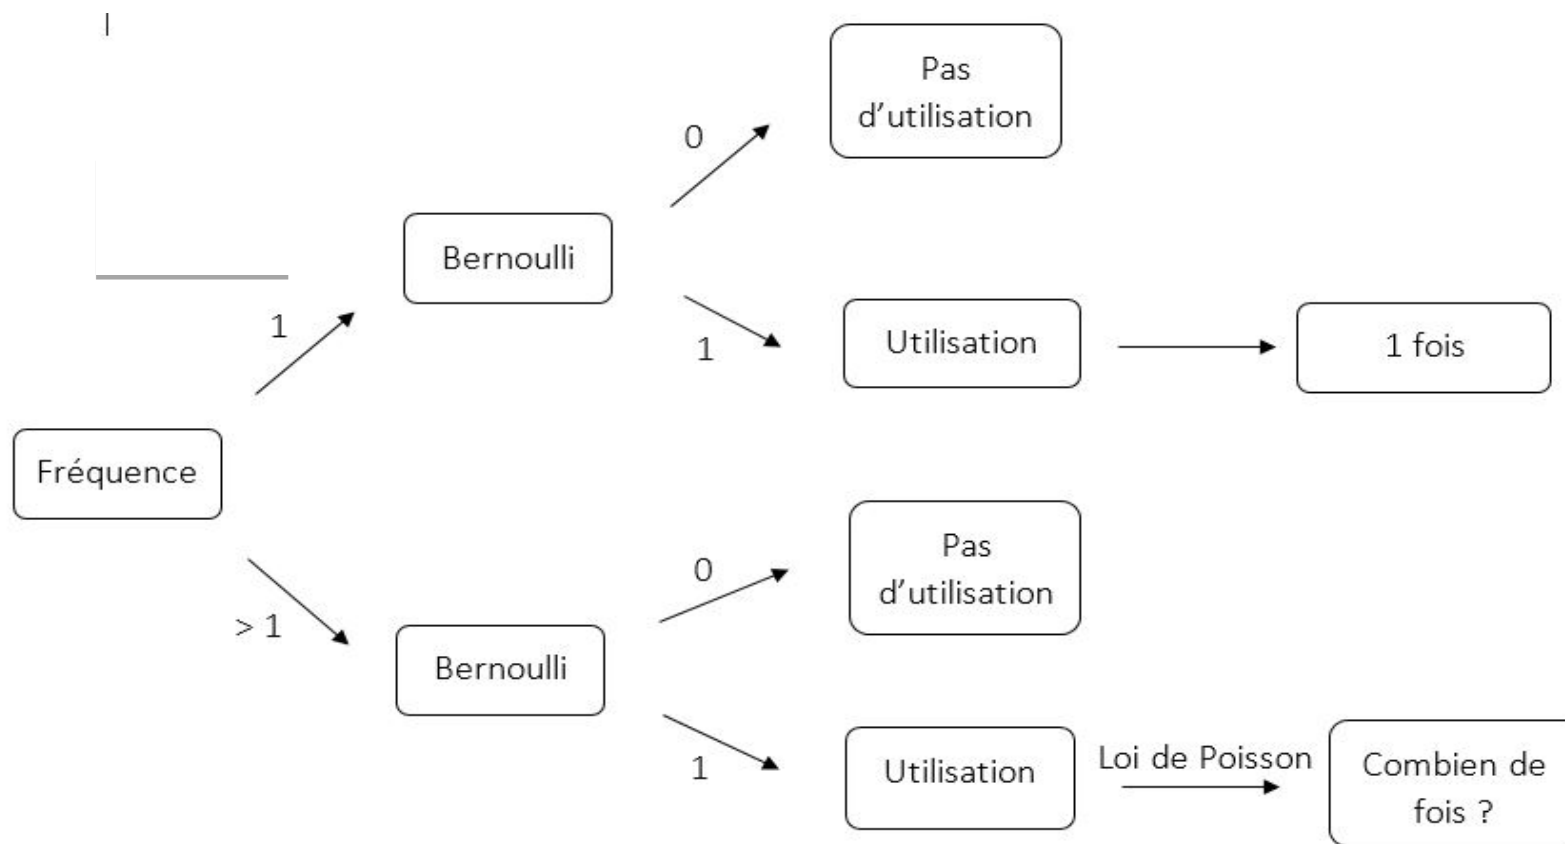 Pas
d’utilisation
0
Bernoulli
1
1
Utilisation
1 fois
Fréquence
> 1
Bernoulli
0
Pas
d’utilisation
1
Utilisation
Loi de Poisson
Combien de
fois ?